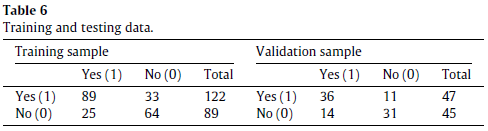 Table 6
Training and testing data.
Training sample Validation sample
Yes (1) No (0) Total Yes (1) No (0) Total
Yes (1) 89 33 122 Yes (1) 36 11 47
No (0) 25 64 89 No (0) 14 31 45